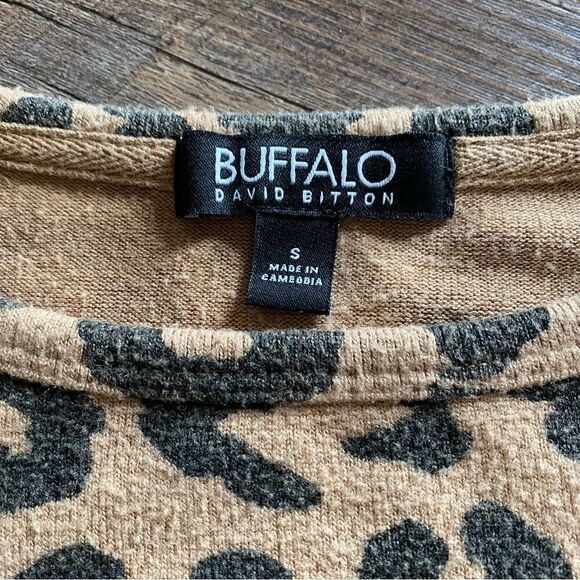 BUFFALO
DAVID BITTON
S
MADE IN
CAMBODIA